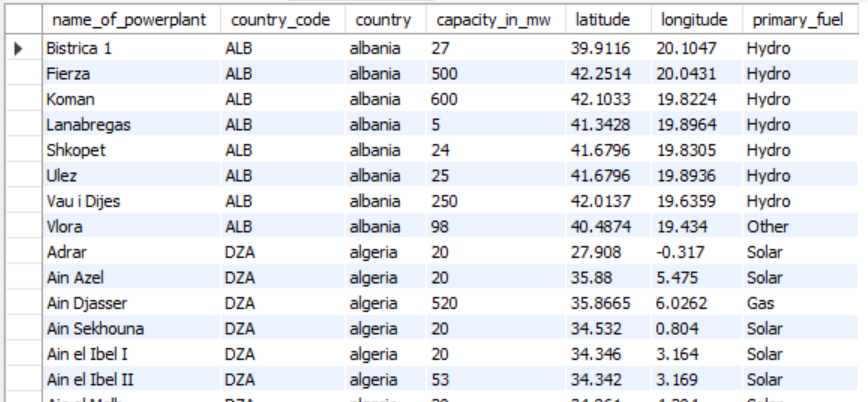 name_of_powerplant country_code country capacity_in_mw latitude longitude primary_fuel
Bistrica 1 ALB albania 27 39.9116 20.1047 Hydro
Fierza ALB albania 500 42.2514 20.0431 Hydro
Koman ALB albania 600 42.1033 19.8224 Hydro
Lanabregas ALB albania 5 41.3428 19.8964 Hydro
Shkopet ALB albania 24 41.6796 19.8305 Hydro
Ulez ALB albania 25 41.6796 19.8936 Hydro
Vau i Dijes ALB albania 250 42.0137 19.6359 Hydro
Vlora ALB albania 98 40.4874 19.434 Other
Adrar DZA algeria 20 27.908 -0.317 Solar
Ain Azel DZA algeria 20 35.88 5.475 Solar
Ain Djasser DZA algeria 520 35.8665 6.0262 Gas
Ain Sekhouna DZA algeria 20 34.532 0.804 Solar
Ain el Ibel I DZA algeria 20 34.346 3.164 Solar
Ain el Ibel II DZA algeria 53 34.342 3.169 Solar